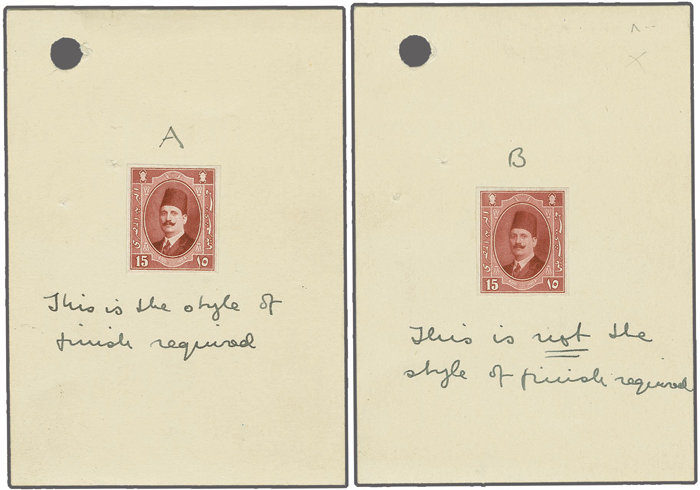 A
15 ١٥
This is the style of
finish required
B
15 ١٥
This is not the
style of finish required